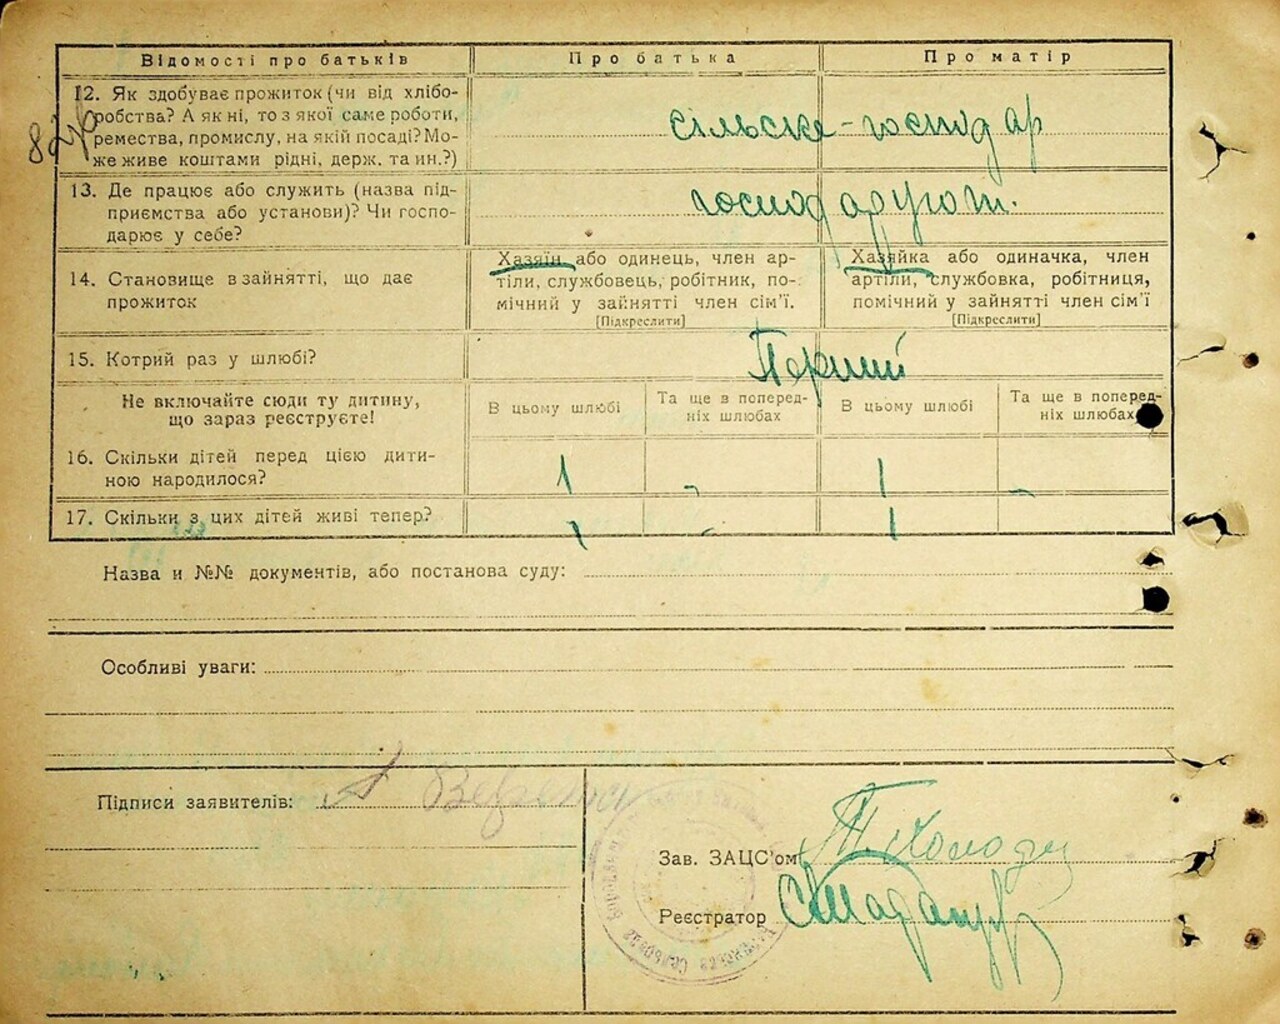 Відомості про батьків Про батька Про матір
12. Як здобуває прожиток (чи від хлібо-
робства? А як ні, то з якої саме роботи,
ремества, промислу, на якій посаді? Мо-
же живе коштами рідні, держ. та ин.?)
сільське-господар
13. Де працює або служить (назва під-
приємства або установи)? Чи госпо-
дарює у себе?
14. Становище в зайнятті, що дає
прожиток
Хазяїн або одинець, член ар-
тіли, службовець, робітник, по-
мічний у зайнятті член сім'ї.
[Підкреслити]
Хазяйка або одиначка, член
артіли, службовка, робітниця,
помічний у зайнятті член сім'ї
[Підкреслити]
15. Котрий раз у шлюбі?
Перший
Не включайте сюди ту дитину,
що зараз реєструєте!
В цьому шлюбі
Та ще в поперед-
ніх шлюбах
В цьому шлюбі
Та ще в поперед-
ніх шлюбах
16. Скільки дітей перед цією дити-
ною народилося?
1 - 1 -
17. Скільки з цих дітей живі тепер?
1 - 1
Назва и №№ документів, або постанова суду:
Особливі уваги:
Підписи заявителів:
Зав. ЗАЦС'ом
Реєстратор